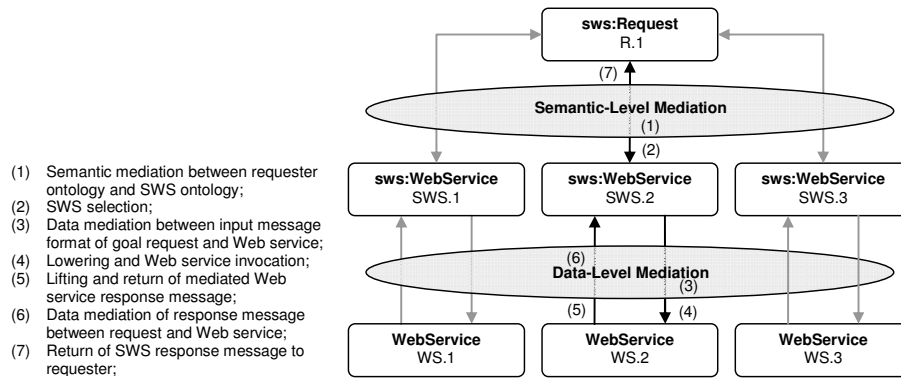 sws:Request
R.1
(7)
Semantic-Level Mediation
(1)
(2)
(1) Semantic mediation between requester
ontology and SWS ontology;
(2) SWS selection;
(3) Data mediation between input message
format of goal request and Web service;
(4) Lowering and Web service invocation;
(5) Lifting and return of mediated Web
service response message;
(6) Data mediation of response message
between request and Web service;
(7) Return of SWS response message to
requester;
sws:WebService
SWS.1
sws:WebService
SWS.2
sws:WebService
SWS.3
(6)
Data-Level Mediation
(3)
(5)
(4)
WebService
WS.1
WebService
WS.2
WebService
WS.3